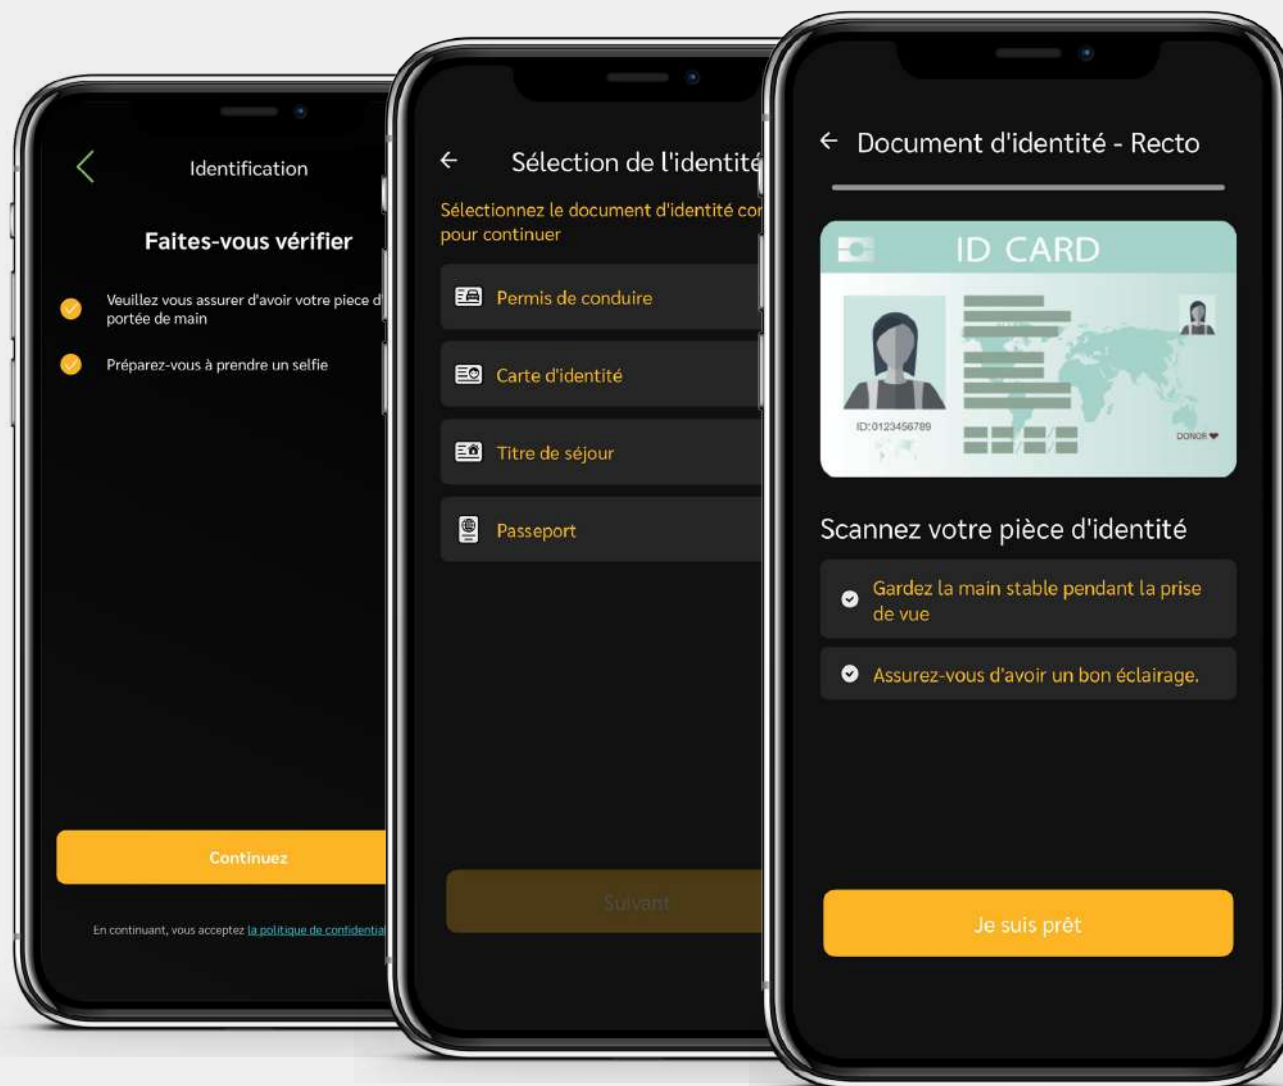 Identification
Faites-vous vérifier
Veuillez vous assurer d'avoir votre piece
portée de main
Préparez-vous à prendre un selfie
Continuez
En continuant, vous acceptez la politique de
Sélection de l'identité
Sélectionnez le document d'identité
pour continuer
Permis de conduire
Carte d'identité
Titre de séjour
Passeport
Suivant
Document d'identité - Recto
ID CARD
ID:0123456789
DONOR
Scannez votre pièce d'identité
Gardez la main stable pendant la prise
de vue
Assurez-vous d'avoir un bon éclairage.
Je suis prêt